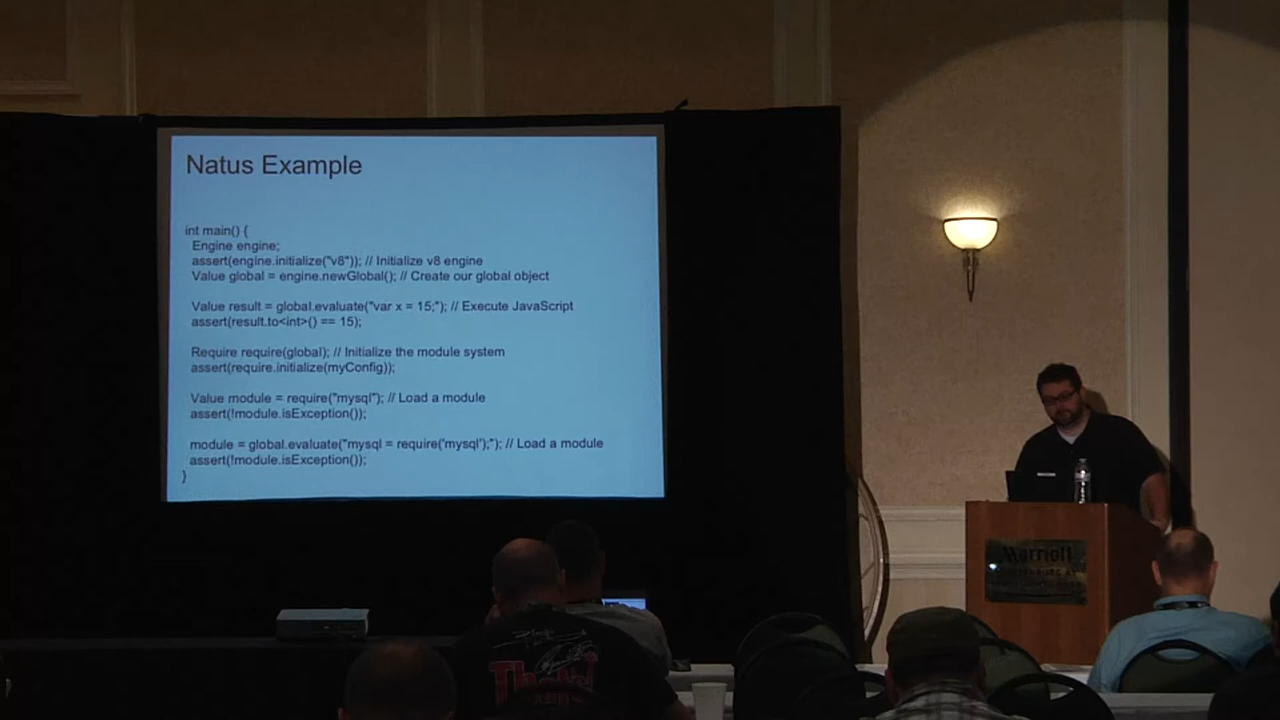 Natus Example
int main() {
Engine engine;
assert(engine.initialize("v8")); // Initialize v8 engine
Value global = engine.newGlobal(); // Create our global object
Value result = global.evaluate("var x = 15;"); // Execute JavaScript
assert(result.to<int>() == 15);
Require require(global); // Initialize the module system
assert(require.initialize(myConfig));
Value module = require("mysql"); // Load a module
assert(!module.isException());
module = global.evaluate("mysql = require('mysql');"); // Load a module
assert(!module.isException());
}
Marriott